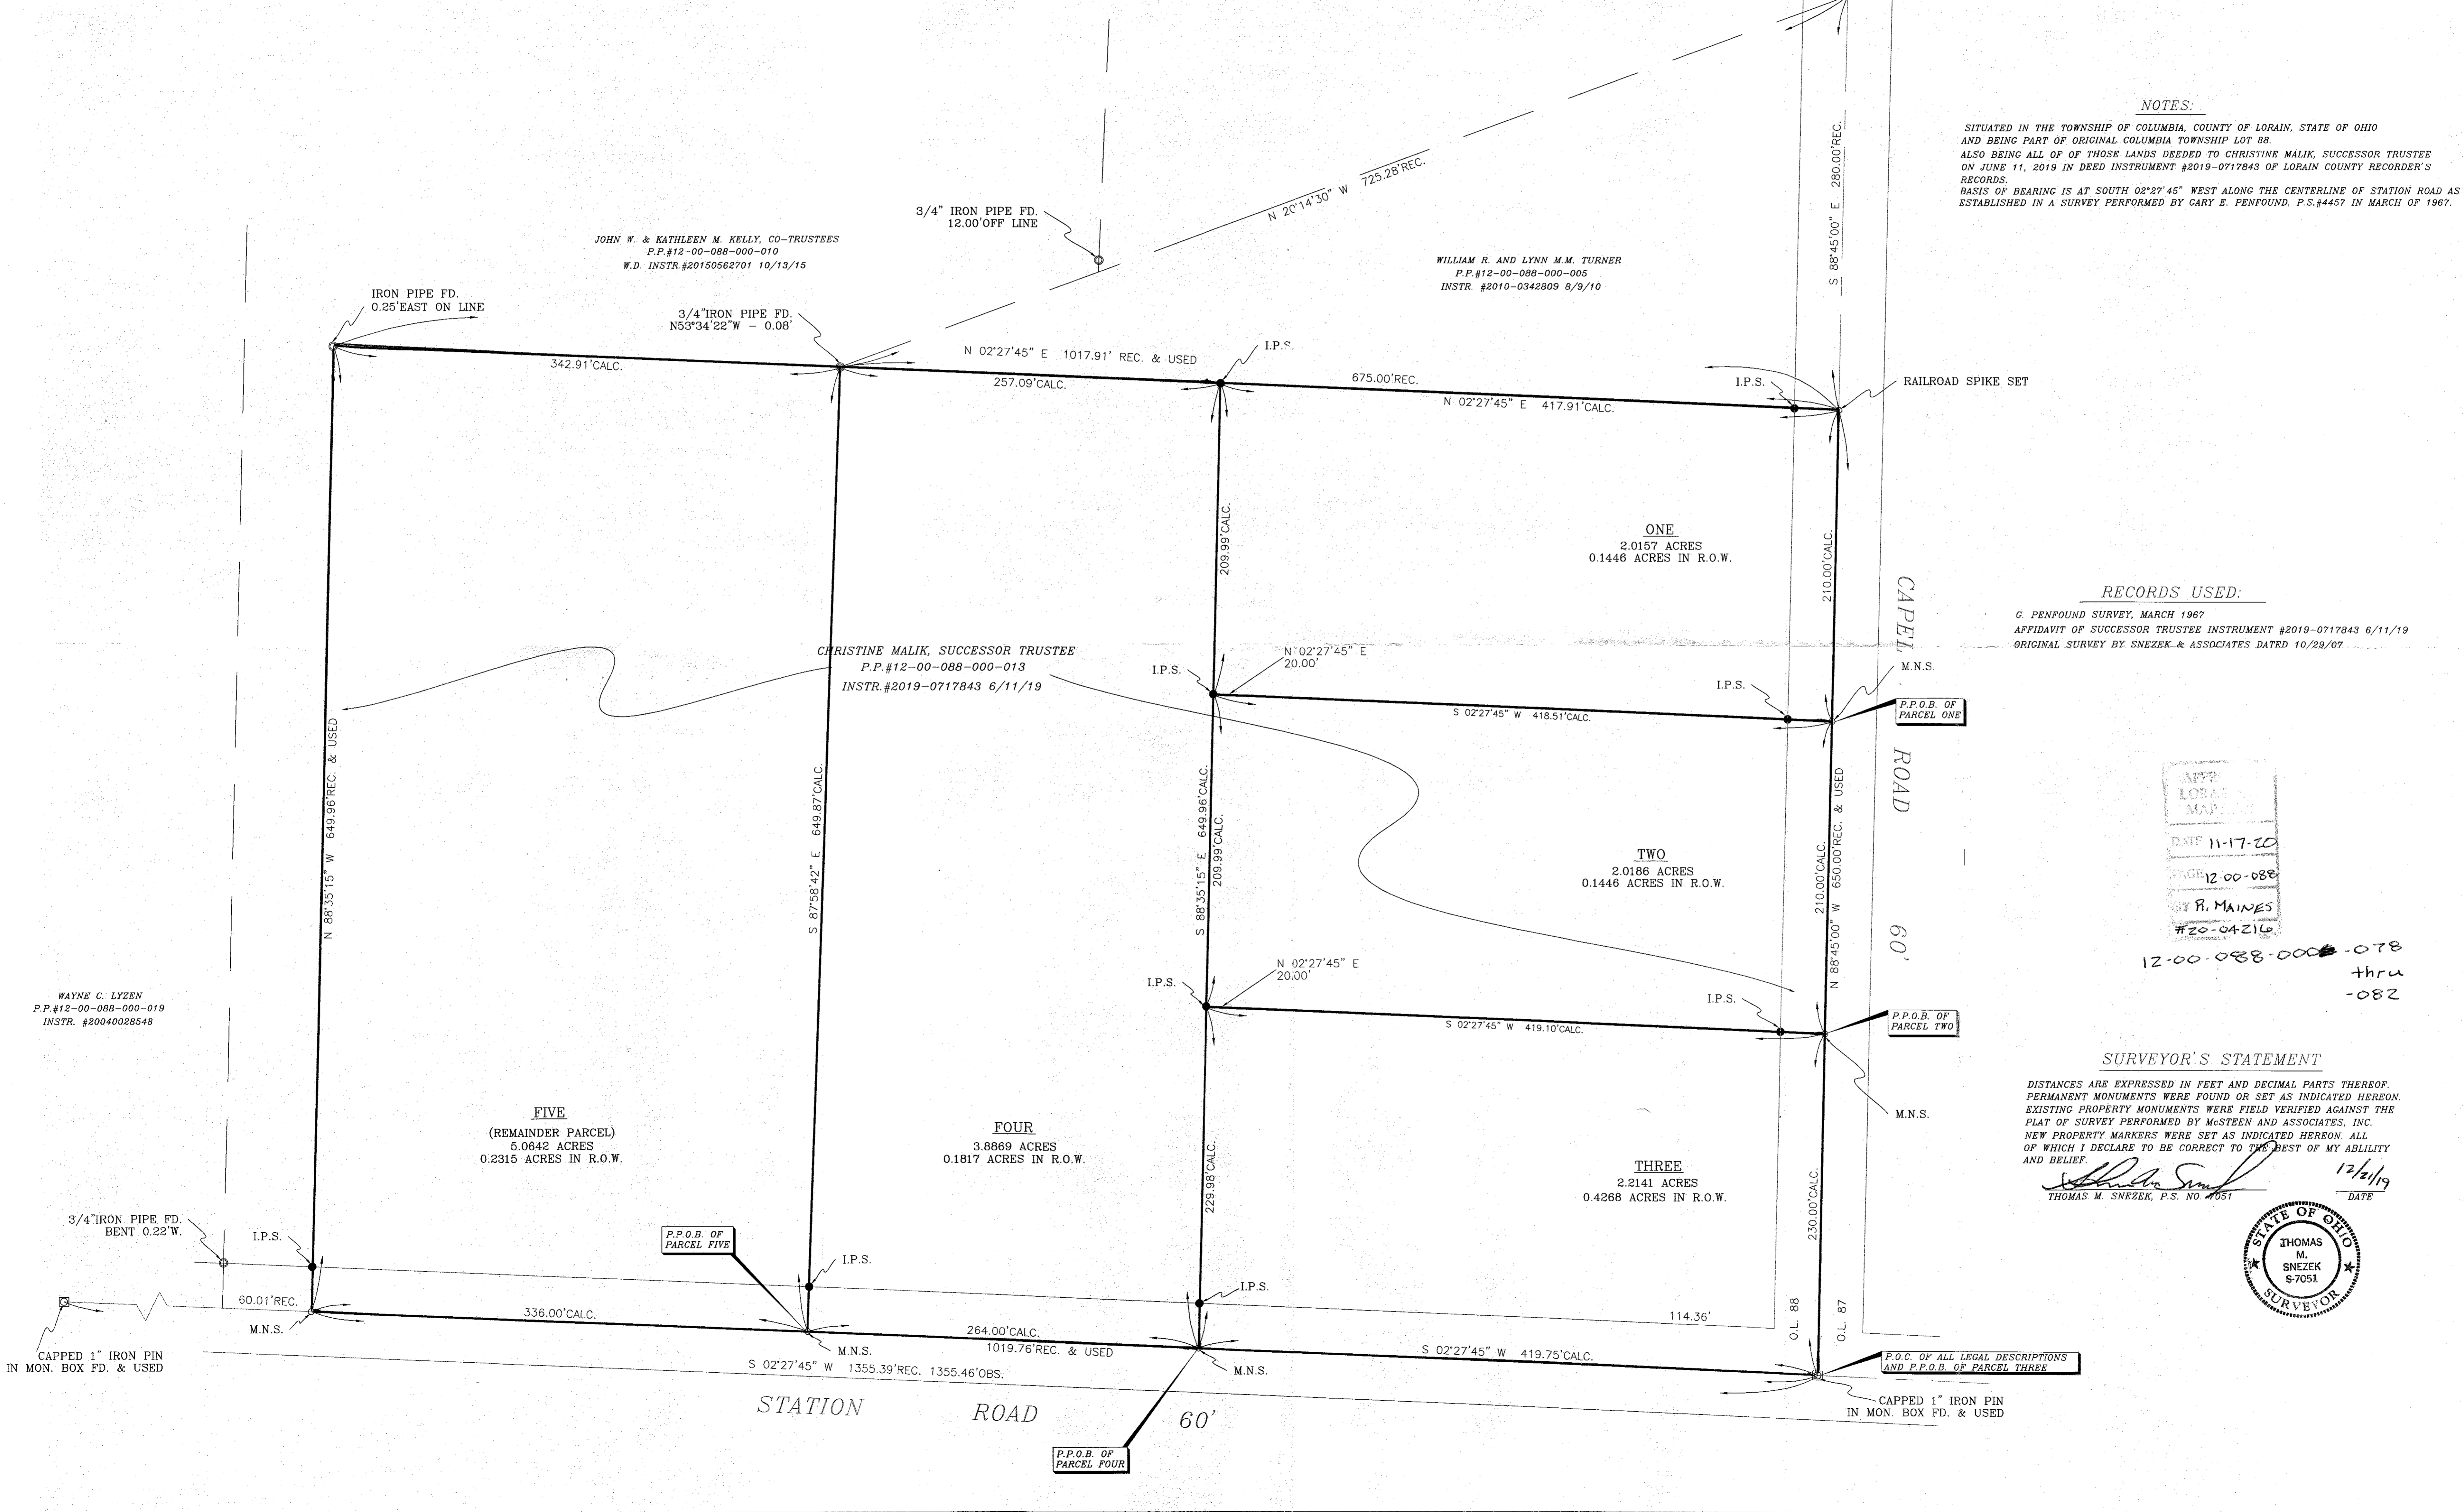 NOTES:
SITUATED IN THE TOWNSHIP OF COLUMBIA, COUNTY OF LORAIN, STATE OF OHIO
AND BEING PART OF ORIGINAL COLUMBIA TOWNSHIP LOT 88.
ALSO BEING ALL OF OF THOSE LANDS DEEDED TO CHRISTINE MALIK, SUCCESSOR TRUSTEE
ON JUNE 11, 2019 IN DEED INSTRUMENT #2019-0717843 OF LORAIN COUNTY RECORDER'S
RECORDS.
BASIS OF BEARING IS AT SOUTH 02°27'45" WEST ALONG THE CENTERLINE OF STATION ROAD AS
ESTABLISHED IN A SURVEY PERFORMED BY GARY E. PENFOUND, P.S.#4457 IN MARCH OF 1967.
S 88°45'00" E 280.00'REC.
N 20°14'30" W 725.28'REC.
3/4" IRON PIPE FD.
12.00'OFF LINE
JOHN W. & KATHLEEN M. KELLY, CO-TRUSTEES
P.P.#12-00-088-000-010
W.D. INSTR.#20150562701 10/13/15
WILLIAM R. AND LYNN M.M. TURNER
P.P.#12-00-088-000-005
INSTR. #2010-0342809 8/9/10
IRON PIPE FD.
0.25'EAST ON LINE
3/4"IRON PIPE FD.
N53°34'22"W - 0.08'
342.91'CALC.
N 02°27'45" E 1017.91' REC. & USED
257.09'CALC.
I.P.S.
675.00'REC.
N 02°27'45" E 417.91'CALC.
I.P.S.
RAILROAD SPIKE SET
209.99'CALC.
ONE
2.0157 ACRES
0.1446 ACRES IN R.O.W.
210.00'CALC.
CAPEL ROAD 60'
RECORDS USED:
G. PENFOUND SURVEY, MARCH 1967
AFFIDAVIT OF SUCCESSOR TRUSTEE INSTRUMENT #2019-0717843 6/11/19
ORIGINAL SURVEY BY SNEZEK & ASSOCIATES DATED 10/29/07
CHRISTINE MALIK, SUCCESSOR TRUSTEE
P.P.#12-00-088-000-013
INSTR.#2019-0717843 6/11/19
N 02°27'45" E
20.00'
I.P.S.
I.P.S.
M.N.S.
S 02°27'45" W 418.51'CALC.
P.P.O.B. OF
PARCEL ONE
N 88°35'15" W 649.96'REC. & USED
S 87°58'42" E 649.87'CALC.
S 88°35'15" E 649.96'CALC.
209.99'CALC.
TWO
2.0186 ACRES
0.1446 ACRES IN R.O.W.
210.00'CALC.
N 88°45'00" W 650.00'REC. & USED
DATE 11-17-20
PAGE 12-00-088
BY R. MAINES
#20-04216
12-00-088-000-078
thru
-082
N 02°27'45" E
20.00'
I.P.S.
I.P.S.
S 02°27'45" W 419.10'CALC.
P.P.O.B. OF
PARCEL TWO
M.N.S.
WAYNE C. LYZEN
P.P.#12-00-088-000-019
INSTR. #20040028548
FIVE
(REMAINDER PARCEL)
5.0642 ACRES
0.2315 ACRES IN R.O.W.
FOUR
3.8869 ACRES
0.1817 ACRES IN R.O.W.
229.98'CALC.
THREE
2.2141 ACRES
0.4268 ACRES IN R.O.W.
230.00'CALC.
SURVEYOR'S STATEMENT
DISTANCES ARE EXPRESSED IN FEET AND DECIMAL PARTS THEREOF.
PERMANENT MONUMENTS WERE FOUND OR SET AS INDICATED HEREON.
EXISTING PROPERTY MONUMENTS WERE FIELD VERIFIED AGAINST THE
PLAT OF SURVEY PERFORMED BY McSTEEN AND ASSOCIATES, INC.
NEW PROPERTY MARKERS WERE SET AS INDICATED HEREON. ALL
OF WHICH I DECLARE TO BE CORRECT TO THE BEST OF MY ABLILITY
AND BELIEF.
12/21/19
THOMAS M. SNEZEK, P.S. NO. 7051
DATE
STATE OF OHIO
THOMAS
M.
SNEZEK
S-7051
SURVEYOR
3/4"IRON PIPE FD.
BENT 0.22'W.
I.P.S.
P.P.O.B. OF
PARCEL FIVE
I.P.S.
I.P.S.
60.01'REC.
M.N.S.
336.00'CALC.
M.N.S.
264.00'CALC.
1019.76'REC. & USED
M.N.S.
114.36'
O.L. 88
O.L. 87
S 02°27'45" W 419.75'CALC.
S 02°27'45" W 1355.39'REC. 1355.46'OBS.
CAPPED 1" IRON PIN
IN MON. BOX FD. & USED
P.O.C. OF ALL LEGAL DESCRIPTIONS
AND P.P.O.B. OF PARCEL THREE
CAPPED 1" IRON PIN
IN MON. BOX FD. & USED
STATION ROAD 60'
P.P.O.B. OF
PARCEL FOUR